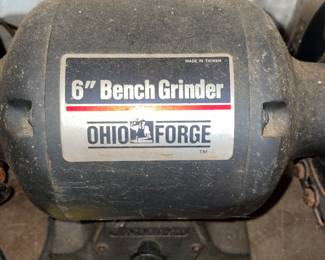 MADE IN TAIWAN
6" Bench Grinder
OHIO FORGE
TM